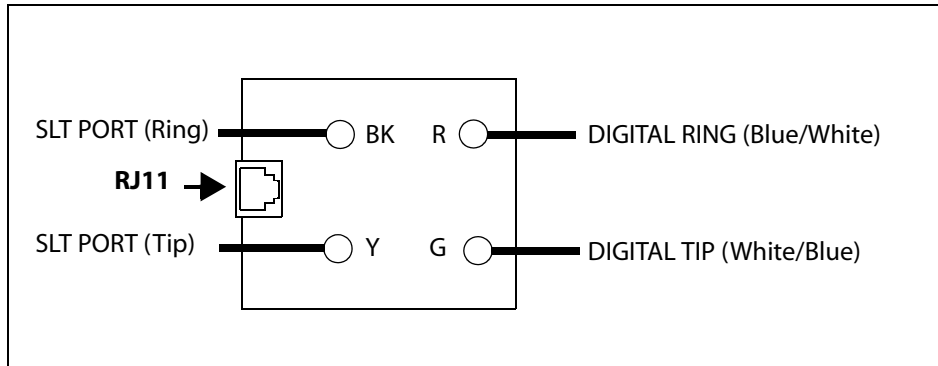 SLT PORT (Ring)
BK
R
DIGITAL RING (Blue/White)
RJ11
SLT PORT (Tip)
Y
G
DIGITAL TIP (White/Blue)